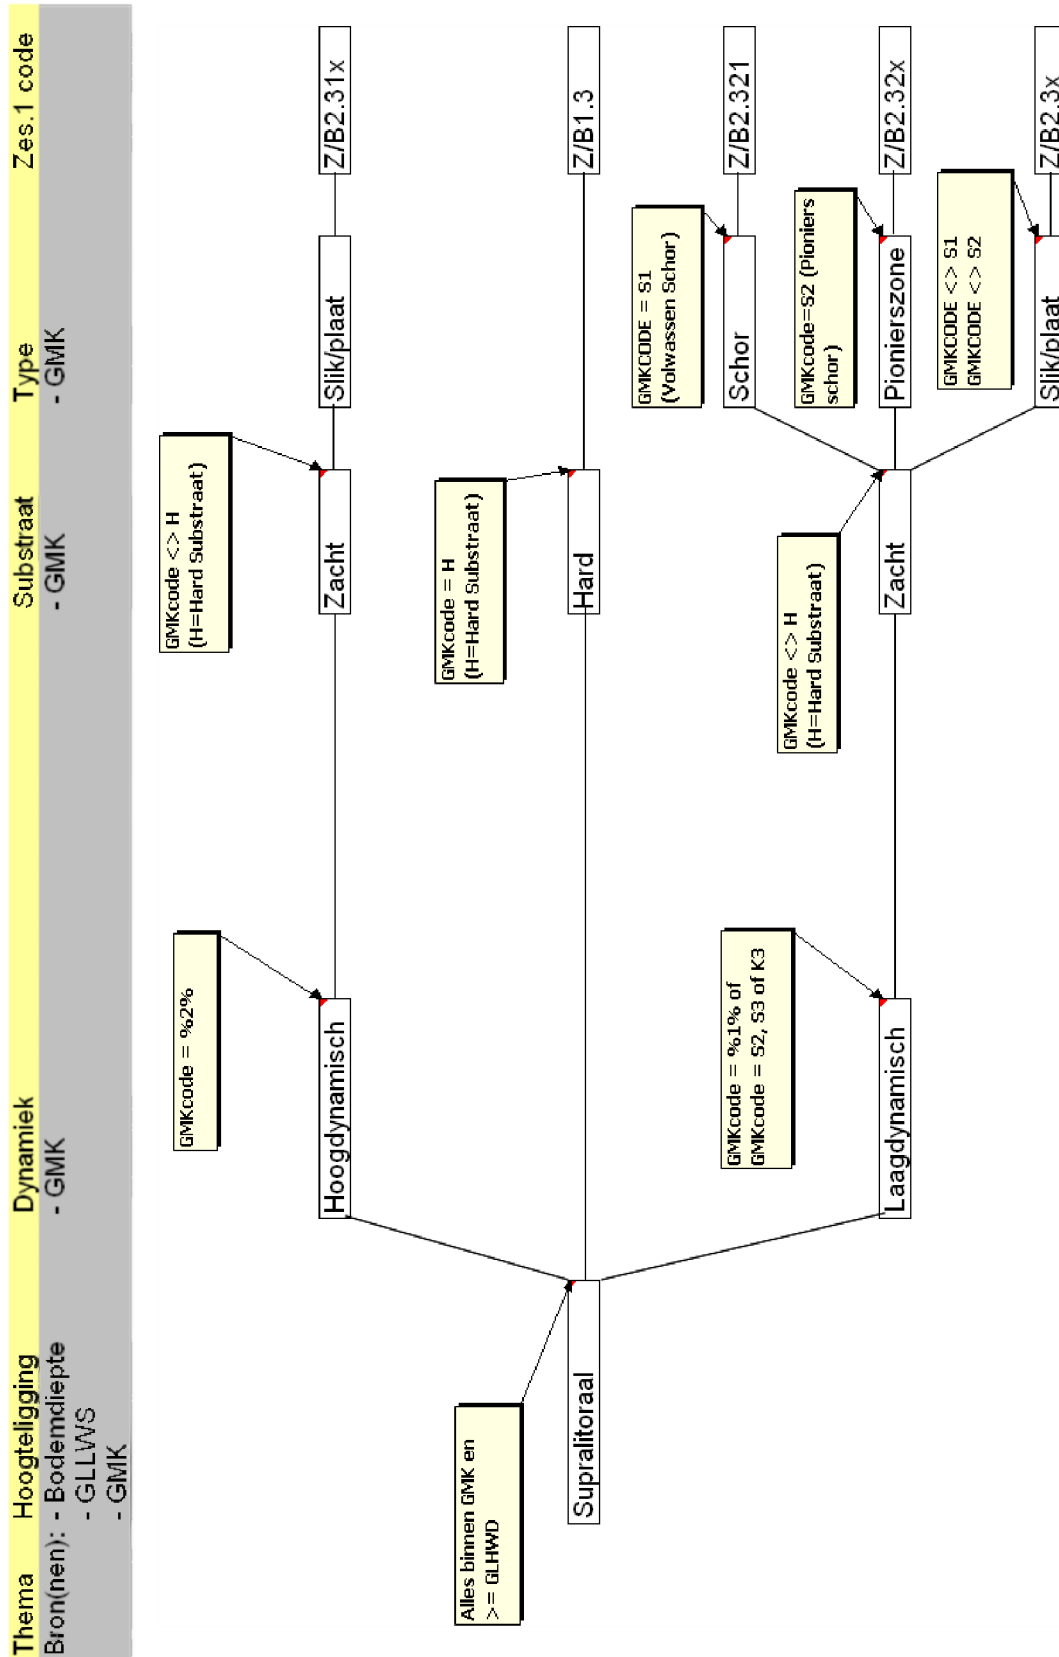 Thema Hoogteligging Dynamiek Substraat Type Zes.1 code
Bron(nen): - Bodemdiepte - GMK - GMK - GMK
- GLLWS
- GMK
GMKcode = %2%
GMKcode <> H
(H=Hard Substraat)
Hoogdynamisch Zacht Slik/plaat Z/B2.31x
Alles binnen GMK en
>= GLHWD
GMKcode = H
(H=Hard Substraat)
Supralitoraal Hard Z/B1.3
GMKCODE = S1
(Volwassen Schor)
Schor Z/B2.321
GMKcode = %1% of
GMKcode = S2, S3 of K3
GMKcode <> H
(H=Hard Substraat)
GMKcode=S2 (Pioniers
schor)
Laagdynamisch Zacht Pionierszone Z/B2.32x
GMKCODE <> S1
GMKCODE <> S2
Slik/plaat Z/B2.3x